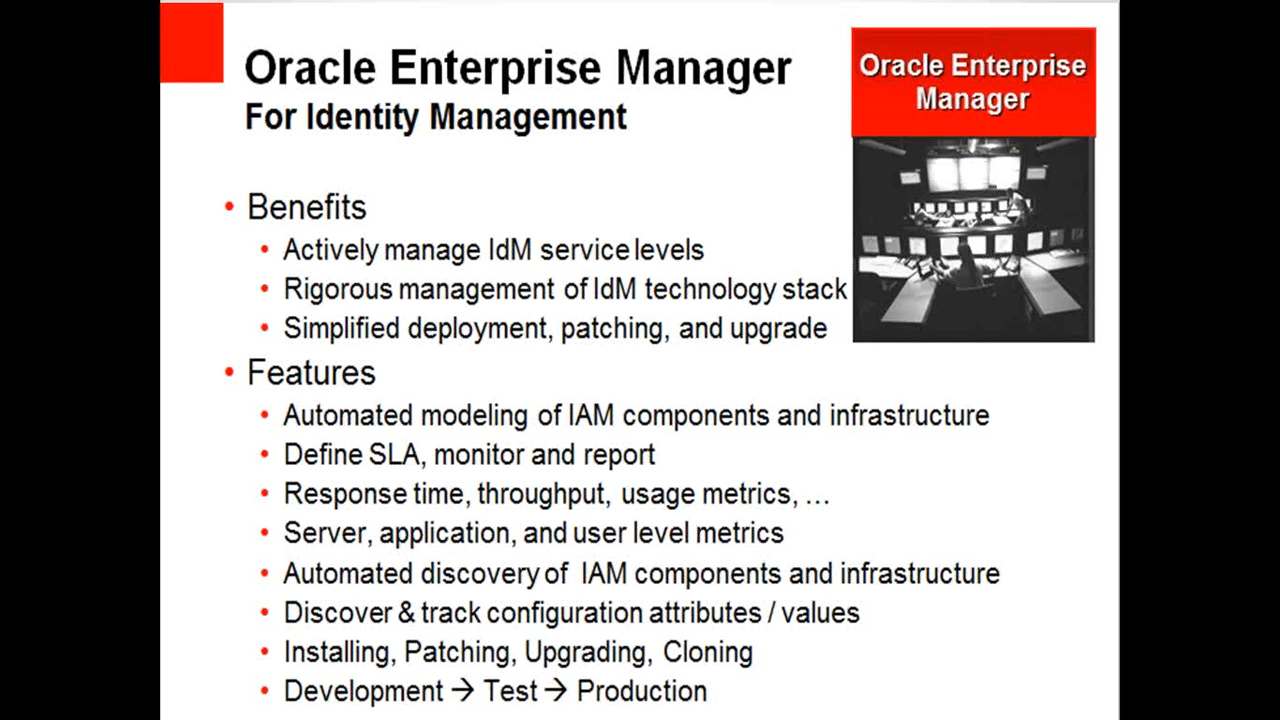 Oracle Enterprise Manager
For Identity Management
Oracle Enterprise
Manager
• Benefits
• Actively manage IdM service levels
• Rigorous management of IdM technology stack
• Simplified deployment, patching, and upgrade
• Features
• Automated modeling of IAM components and infrastructure
• Define SLA, monitor and report
• Response time, throughput, usage metrics, …
• Server, application, and user level metrics
• Automated discovery of IAM components and infrastructure
• Discover & track configuration attributes / values
• Installing, Patching, Upgrading, Cloning
• Development → Test → Production